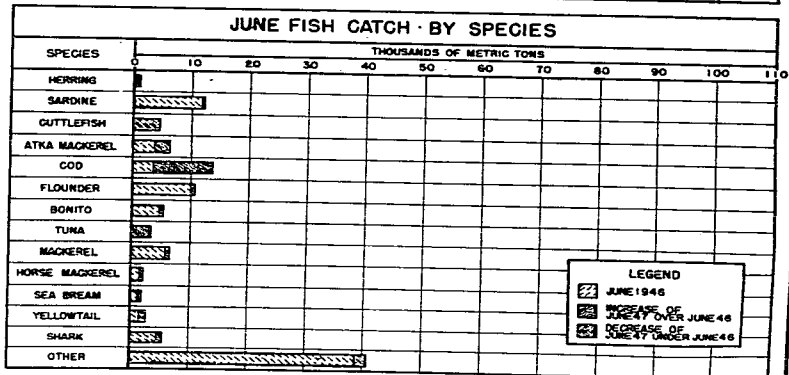 JUNE FISH CATCH · BY SPECIES
SPECIES
THOUSANDS OF METRIC TONS
0 10 20 30 40 50 60 70 80 90 100 110
HERRING
SARDINE
CUTTLEFISH
ATKA MACKEREL
COD
FLOUNDER
BONITO
TUNA
MACKEREL
HORSE MACKEREL
SEA BREAM
YELLOWTAIL
SHARK
OTHER
LEGEND
JUNE 1946
INCREASE OF
JUNE 47 OVER JUNE 46
DECREASE OF
JUNE 47 UNDER JUNE 46